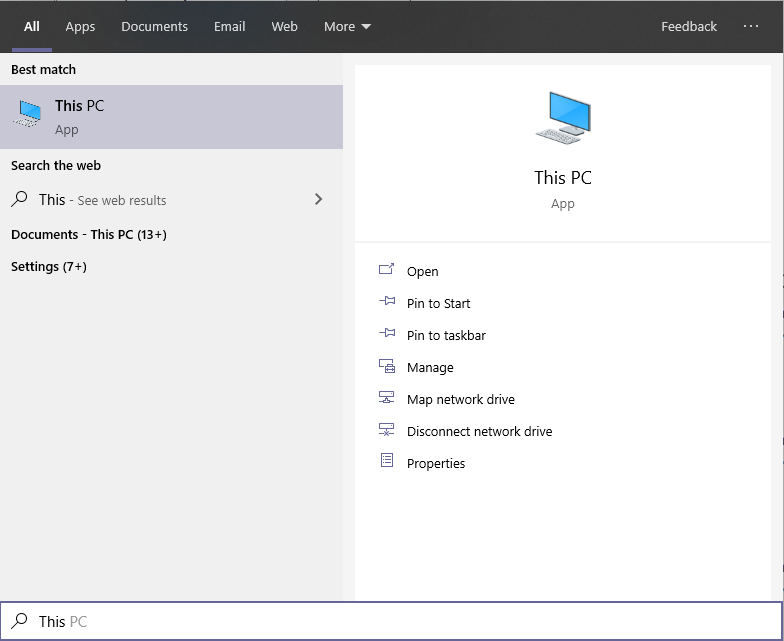 All Apps Documents Email Web More Feedback ...
Best match
This PC
App
Search the web
This - See web results
Documents - This PC (13+)
Settings (7+)
This PC
App
Open
Pin to Start
Pin to taskbar
Manage
Map network drive
Disconnect network drive
Properties
This PC